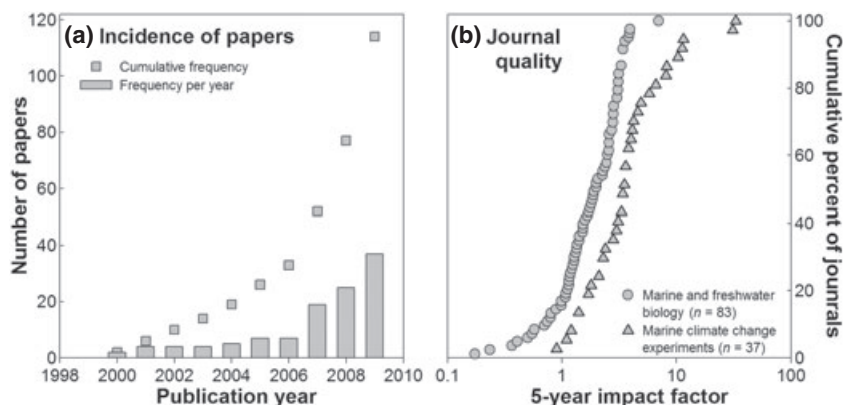 (a) Incidence of papers
Cumulative frequency
Frequency per year
Number of papers
120
100
80
60
40
20
0
1998 2000 2002 2004 2006 2008 2010
Publication year
(b) Journal
quality
Marine and freshwater
biology (n = 83)
Marine climate change
experiments (n = 37)
0.1 1 10 100
5-year impact factor
100
80
60
40
20
0
Cumulative percent of jounrals